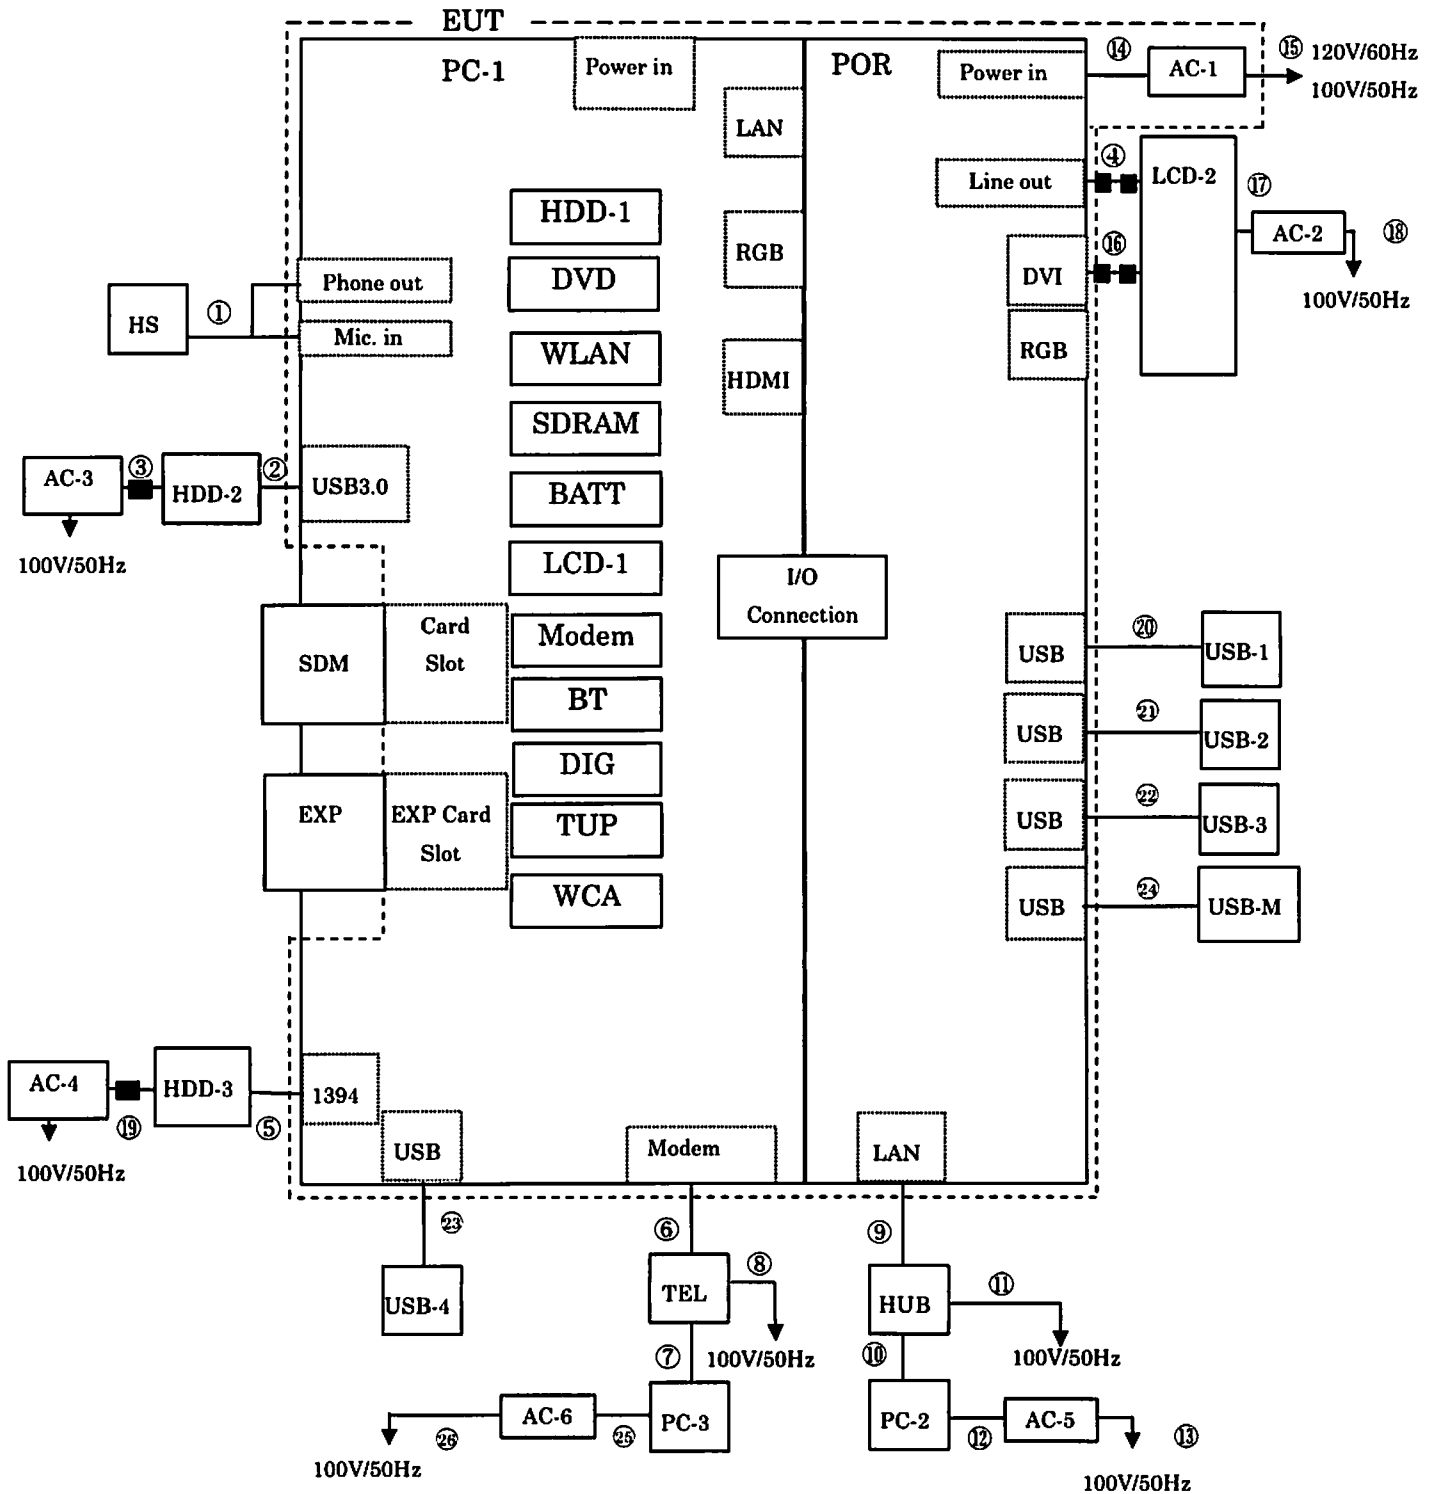 EUT
PC-1
Power in
POR
Power in
⑭
AC-1
⑮ 120V/60Hz
100V/50Hz
LAN
Line out
④
LCD-2
⑰
HDD-1
AC-2
⑱
100V/50Hz
RGB
DVI
⑯
Phone out
DVD
HS
①
Mic. in
WLAN
HDMI
RGB
SDRAM
AC-3
③
HDD-2
②
USB3.0
100V/50Hz
BATT
LCD-1
I/O
Connection
SDM
Card
Slot
Modem
USB
⑳
USB-1
BT
USB
㉑
USB-2
DIG
EXP
EXP Card
Slot
TUP
USB
㉒
USB-3
WCA
USB
㉔
USB-M
AC-4
⑲
HDD-3
⑤
1394
100V/50Hz
USB
Modem
LAN
㉓
⑥
⑨
USB-4
TEL
⑧
100V/50Hz
HUB
⑪
100V/50Hz
⑦
⑩
AC-6
㉖
㉕
PC-3
100V/50Hz
PC-2
⑫
AC-5
⑬
100V/50Hz